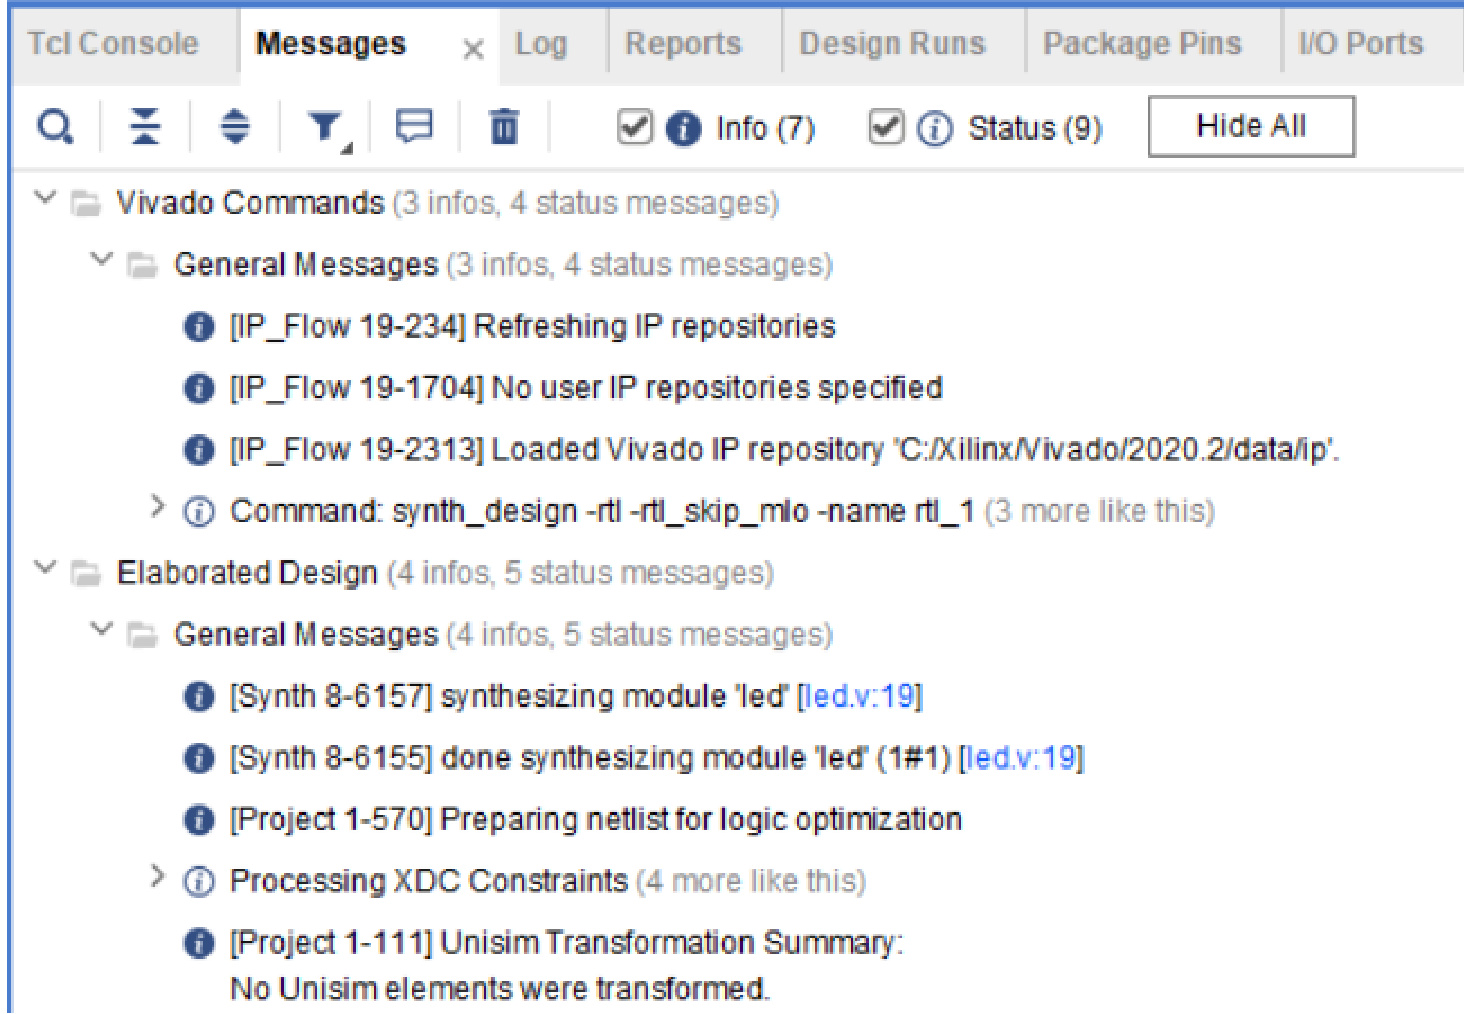 Tcl Console Messages × Log Reports Design Runs Package Pins I/O Ports
Info (7) Status (9) Hide All
Vivado Commands (3 infos, 4 status messages)
General Messages (3 infos, 4 status messages)
[IP_Flow 19-234] Refreshing IP repositories
[IP_Flow 19-1704] No user IP repositories specified
[IP_Flow 19-2313] Loaded Vivado IP repository 'C:/Xilinx/Vivado/2020.2/data/ip'.
Command: synth_design -rtl -rtl_skip_mlo -name rtl_1 (3 more like this)
Elaborated Design (4 infos, 5 status messages)
General Messages (4 infos, 5 status messages)
[Synth 8-6157] synthesizing module 'led' [led.v:19]
[Synth 8-6155] done synthesizing module 'led' (1#1) [led.v:19]
[Project 1-570] Preparing netlist for logic optimization
Processing XDC Constraints (4 more like this)
[Project 1-111] Unisim Transformation Summary:
No Unisim elements were transformed.